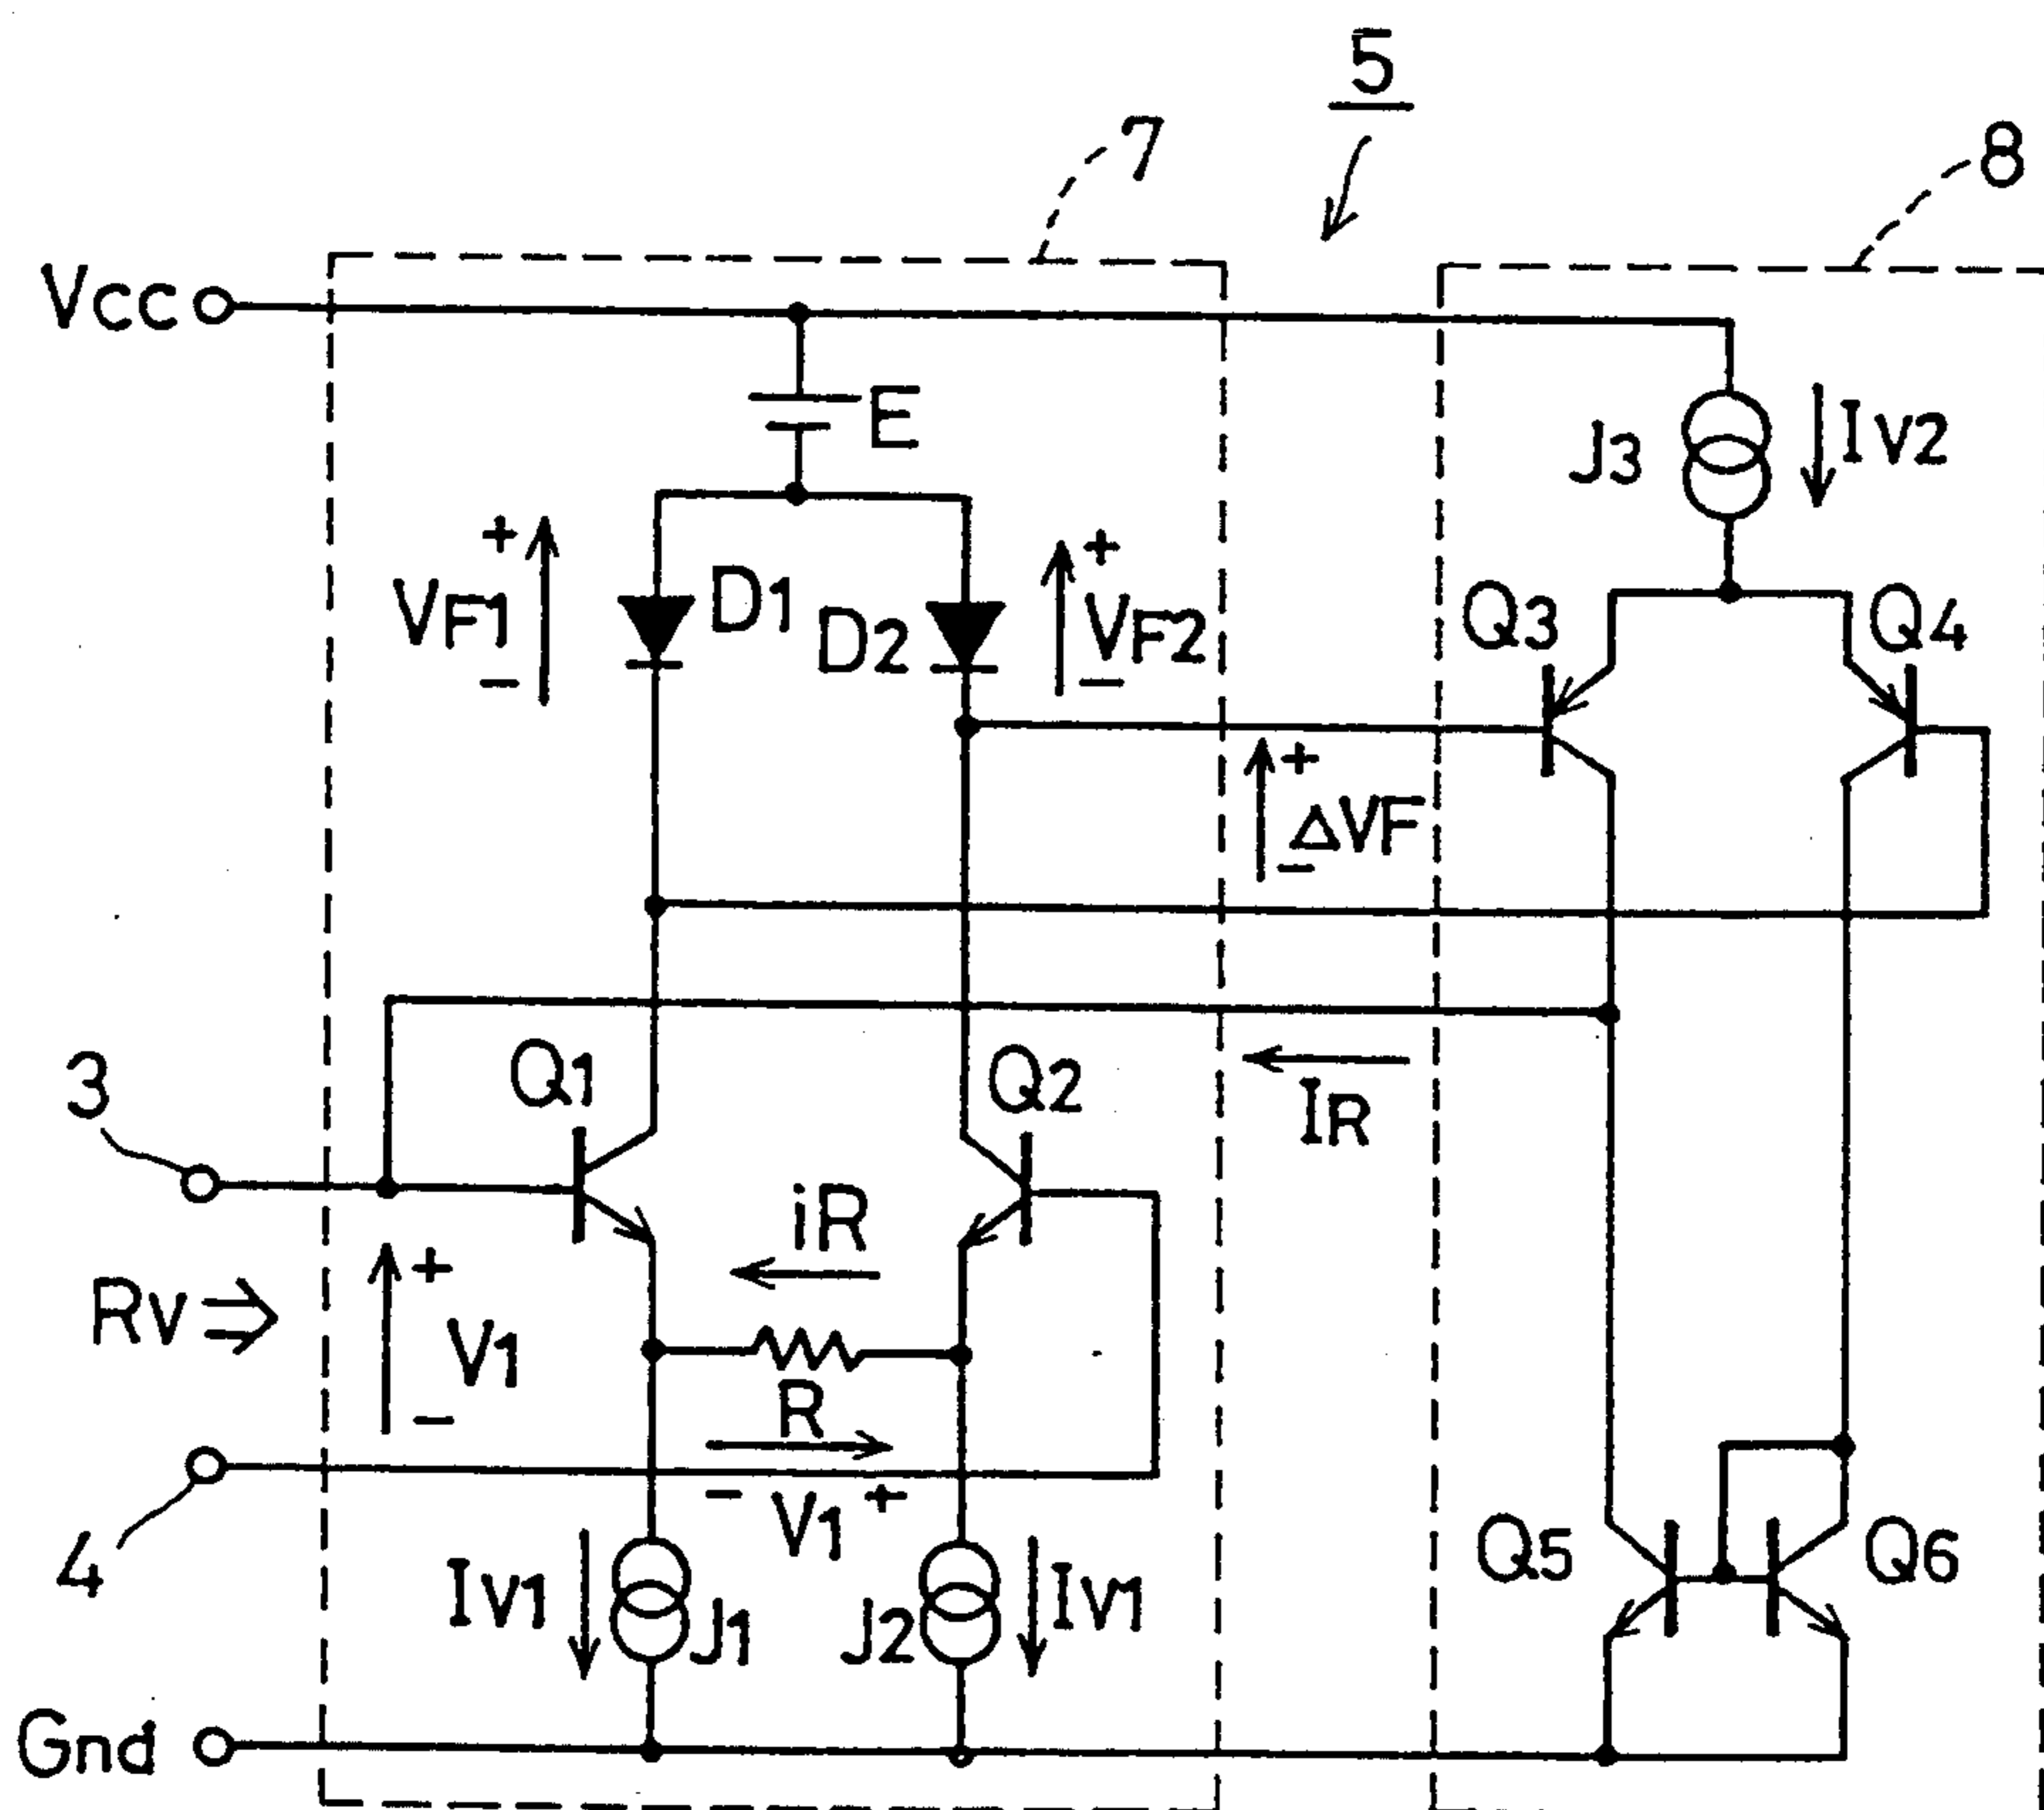 5
7
8
Vcc
E
J3
IV2
+
VF1
-
D1
D2
+
VF2
-
Q3
Q4
+
ΔVF
-
Q1
Q2
IR
3
iR
RV
+
V1
-
R
- V1 +
4
IV1
J1
J2
IV1
Q5
Q6
Gnd